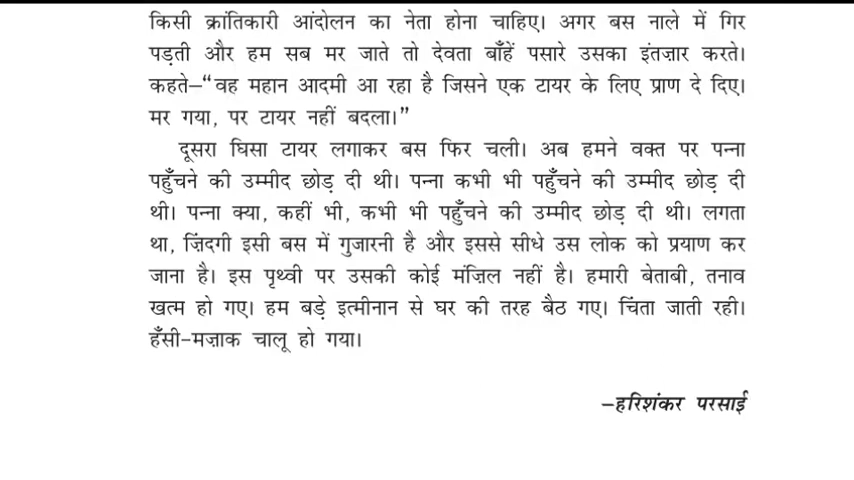 किसी क्रांतिकारी आंदोलन का नेता होना चाहिए। अगर बस नाले में गिर
पड़ती और हम सब मर जाते तो देवता बाँहें पसारे उसका इंतज़ार करते।
कहते–“वह महान आदमी आ रहा है जिसने एक टायर के लिए प्राण दे दिए।
मर गया, पर टायर नहीं बदला।”
दूसरा घिसा टायर लगाकर बस फिर चली। अब हमने वक्त पर पन्ना
पहुँचने की उम्मीद छोड़ दी थी। पन्ना कभी भी पहुँचने की उम्मीद छोड़ दी
थी। पन्ना क्या, कहीं भी, कभी भी पहुँचने की उम्मीद छोड़ दी थी। लगता
था, ज़िंदगी इसी बस में गुजारनी है और इससे सीधे उस लोक को प्रयाण कर
जाना है। इस पृथ्वी पर उसकी कोई मंज़िल नहीं है। हमारी बेताबी, तनाव
खत्म हो गए। हम बड़े इत्मीनान से घर की तरह बैठ गए। चिंता जाती रही।
हँसी-मज़ाक चालू हो गया।
–हरिशंकर परसाई